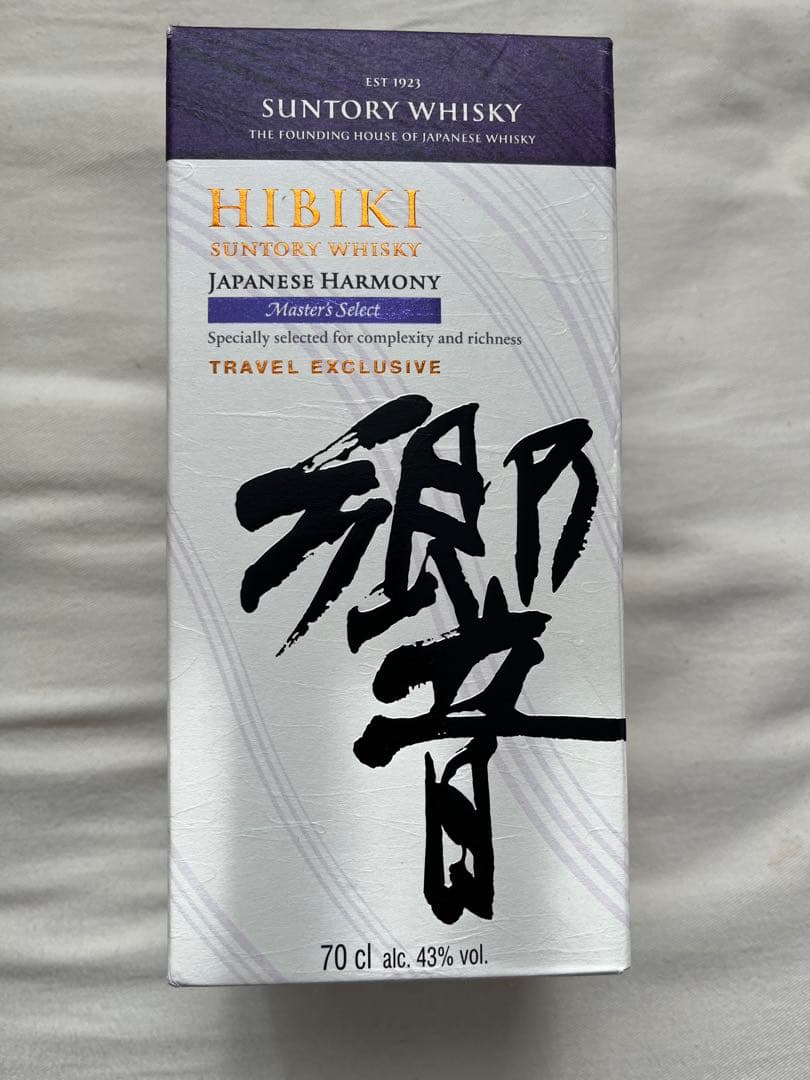 EST 1923
SUNTORY WHISKY
THE FOUNDING HOUSE OF JAPANESE WHISKY
HIBIKI
SUNTORY WHISKY
JAPANESE HARMONY
Master's Select
Specially selected for complexity and richness
TRAVEL EXCLUSIVE
響
70 cl alc. 43% vol.